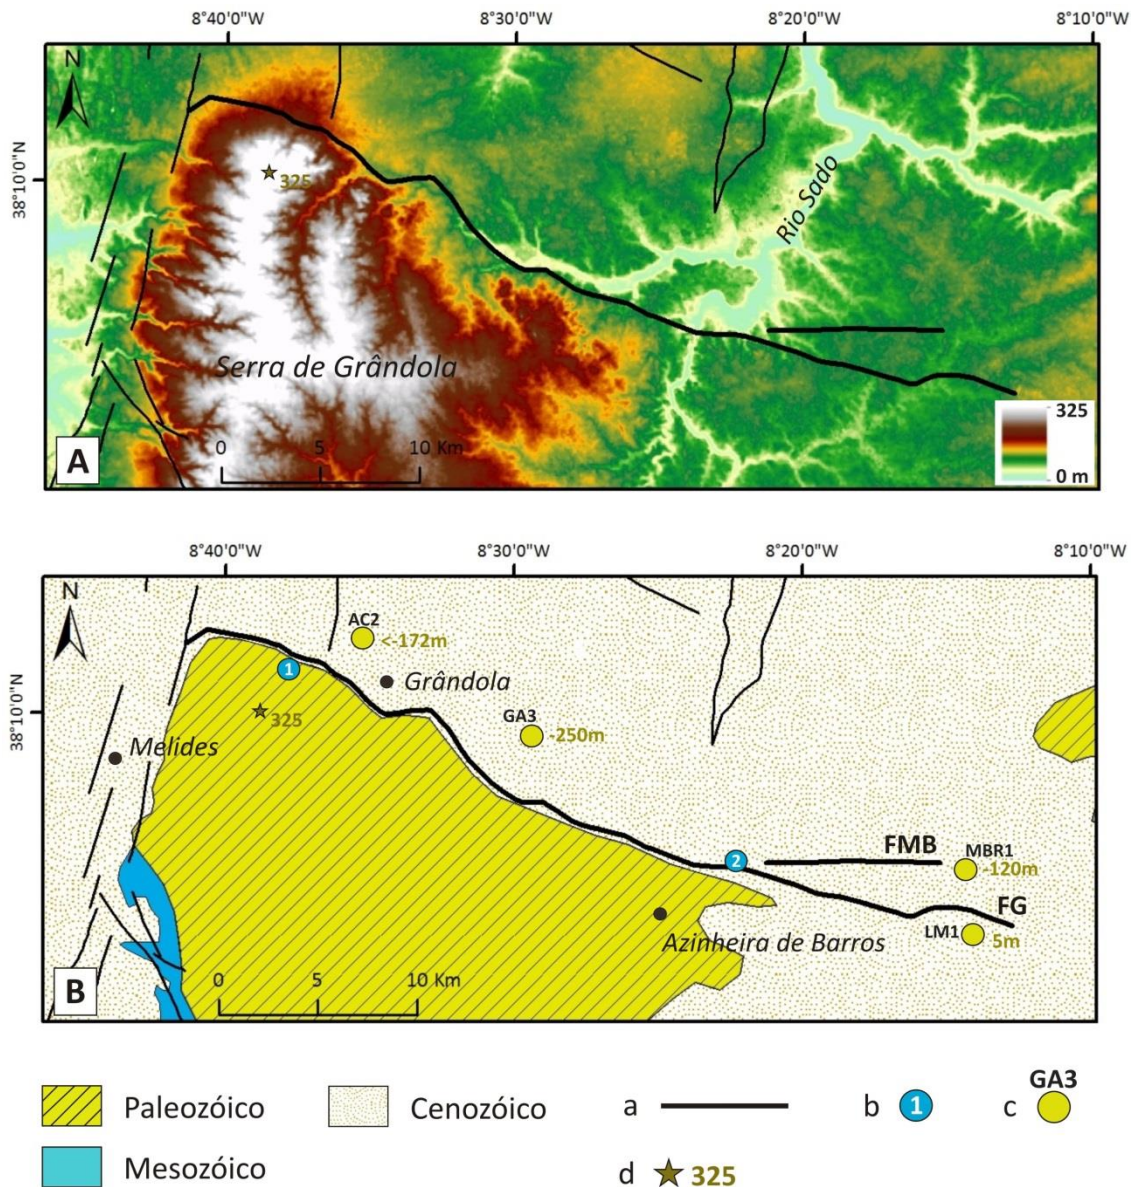 8°40'0"W 8°30'0"W 8°20'0"W 8°10'0"W
N
38°10'0"N
325
Rio Sado
Serra de Grândola
0 5 10 Km
A
325
0 m
8°40'0"W 8°30'0"W 8°20'0"W 8°10'0"W
N
AC2
<-172m
1
Grândola
38°10'0"N
325
GA3
-250m
Melides
FMB
MBR1
2
-120m
FG
LM1
5m
Azinheira de Barros
0 5 10 Km
B
Paleozóico
Cenozóico
a
b 1
c GA3
Mesozóico
d 325